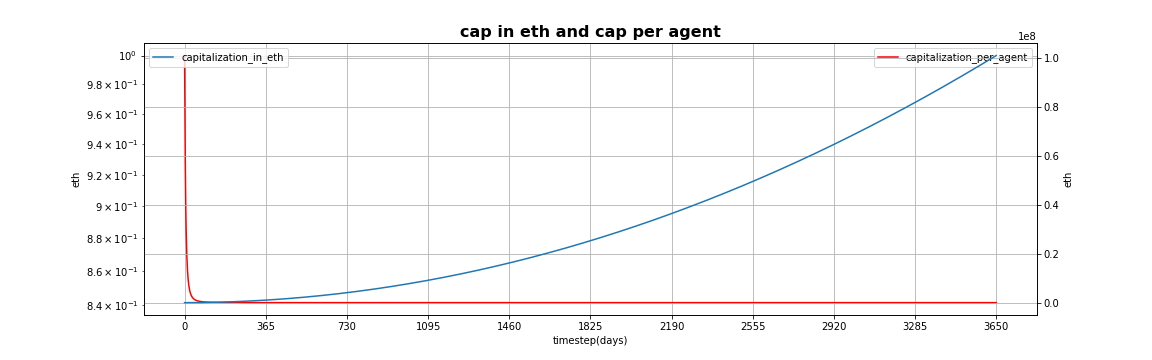 cap in eth and cap per agent
1e8
capitalization_in_eth
capitalization_per_agent
10⁰
9.8 × 10⁻¹
9.6 × 10⁻¹
9.4 × 10⁻¹
9.2 × 10⁻¹
9 × 10⁻¹
8.8 × 10⁻¹
8.6 × 10⁻¹
8.4 × 10⁻¹
eth
1.0
0.8
0.6
0.4
0.2
0.0
eth
0 365 730 1095 1460 1825 2190 2555 2920 3285 3650
timestep(days)